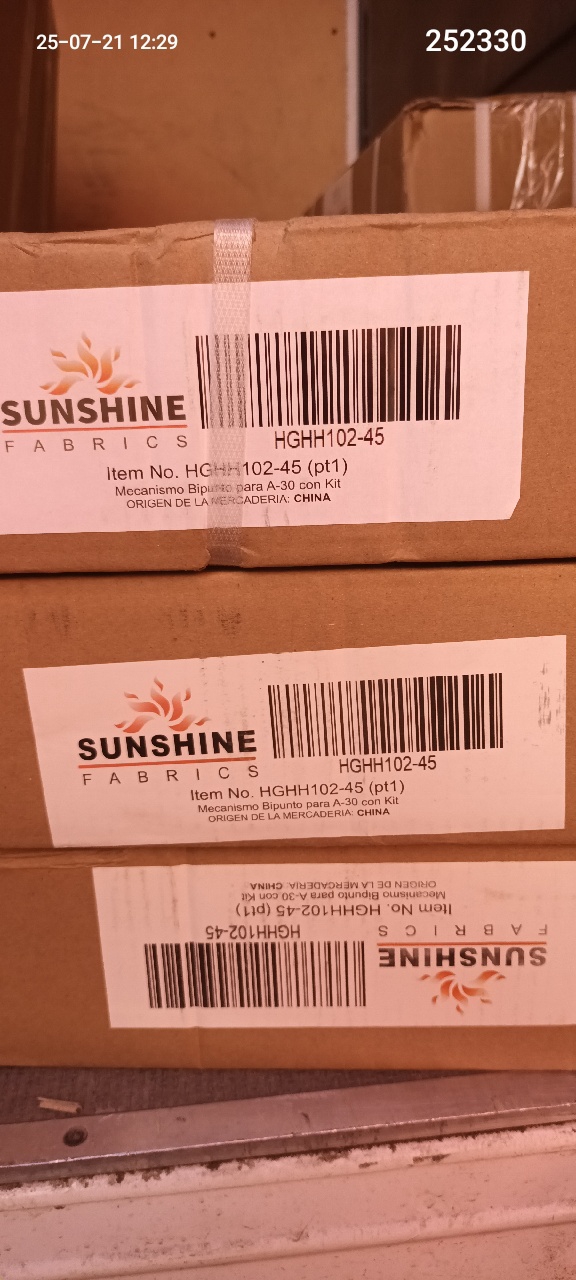 25-07-21 12:29
252330
SUNSHINE
FABRICS
HGHH102-45
Item No. HGHH102-45 (pt1)
Mecanismo Bipunto para A-30 con Kit
ORIGEN DE LA MERCADERIA: CHINA
SUNSHINE
FABRICS
HGHH102-45
Item No. HGHH102-45 (pt1)
Mecanismo Bipunto para A-30 con Kit
ORIGEN DE LA MERCADERIA: CHINA
SUNSHINE
FABRICS
HGHH102-45
Item No. HGHH102-45 (pt1)
Mecanismo Bipunto para A-30 con Kit
ORIGEN DE LA MERCADERIA: CHINA